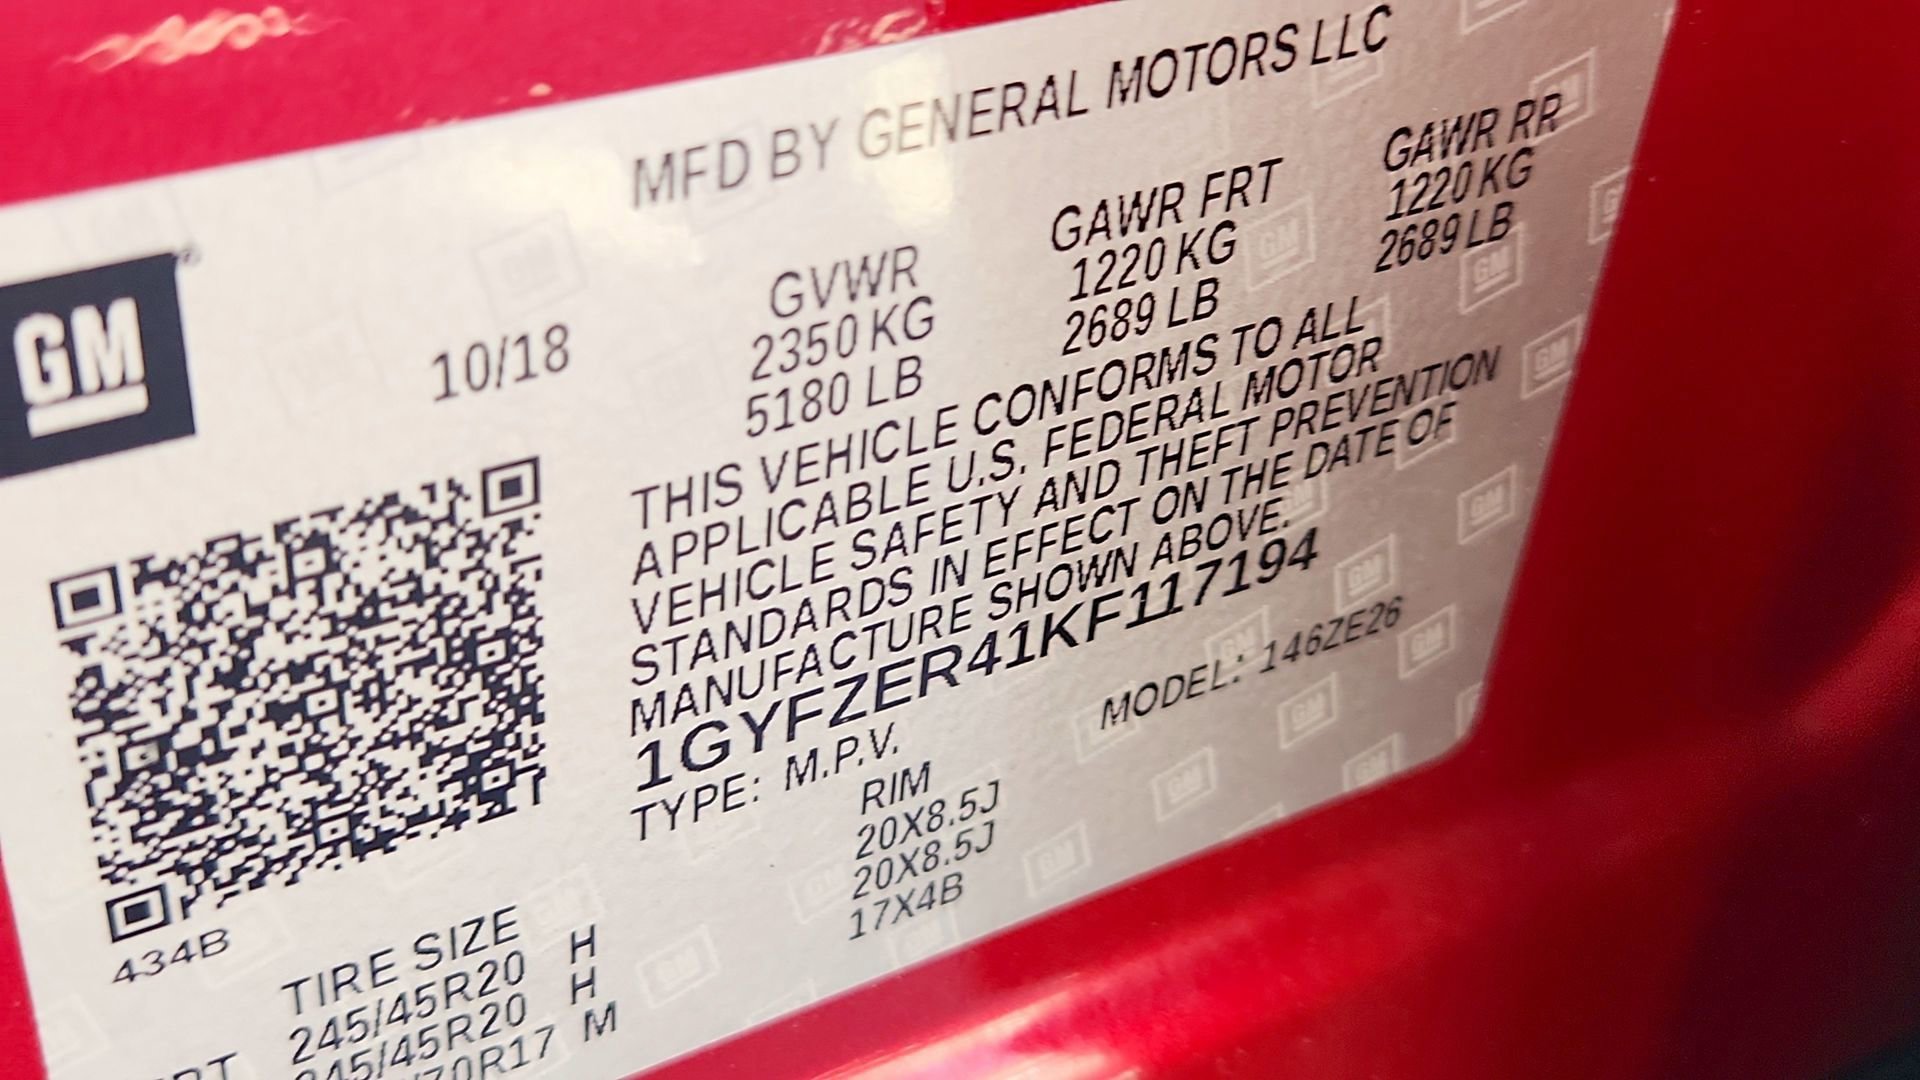 MFD BY GENERAL MOTORS LLC
GM
10/18
GVWR GAWR FRT GAWR RR
2350 KG 1220 KG 1220 KG
5180 LB 2689 LB 2689 LB
THIS VEHICLE CONFORMS TO ALL
APPLICABLE U.S. FEDERAL MOTOR
VEHICLE SAFETY AND THEFT PREVENTION
STANDARDS IN EFFECT ON THE DATE OF
MANUFACTURE SHOWN ABOVE.
1GYFZER41KF117194
TYPE: M.P.V. MODEL: 146ZE26
434B
TIRE SIZE RIM
245/45R20 H 20X8.5J
245/45R20 H 20X8.5J
/70R17 M 17X4B